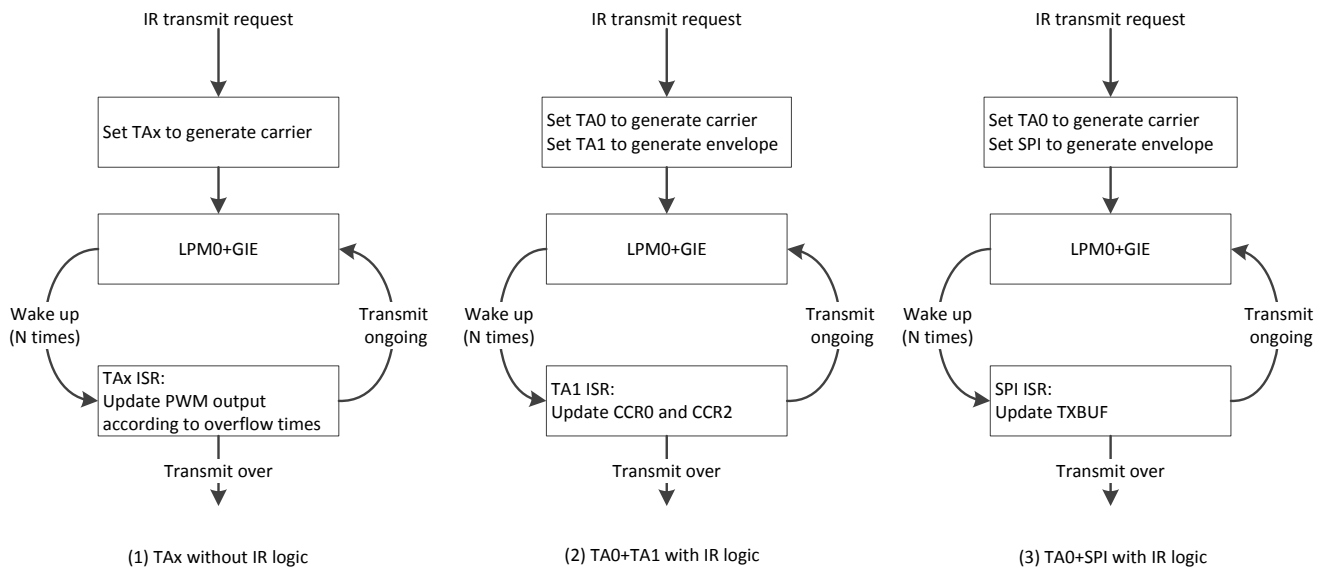 IR transmit request
Set TAx to generate carrier
LPM0+GIE
Wake up
(N times)
Transmit
ongoing
TAx ISR:
Update PWM output
according to overflow times
Transmit over
(1) TAx without IR logic
IR transmit request
Set TA0 to generate carrier
Set TA1 to generate envelope
LPM0+GIE
Wake up
(N times)
Transmit
ongoing
TA1 ISR:
Update CCR0 and CCR2
Transmit over
(2) TA0+TA1 with IR logic
IR transmit request
Set TA0 to generate carrier
Set SPI to generate envelope
LPM0+GIE
Wake up
(N times)
Transmit
ongoing
SPI ISR:
Update TXBUF
Transmit over
(3) TA0+SPI with IR logic